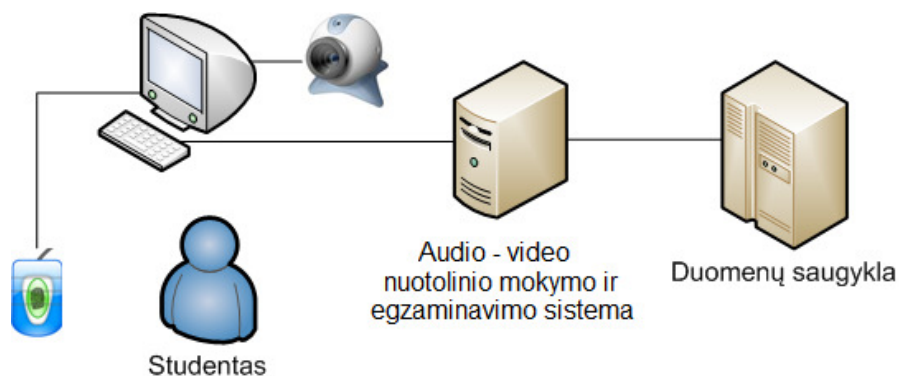 Audio - video
nuotolinio mokymo ir
egzaminavimo sistema
Duomenų saugykla
Studentas